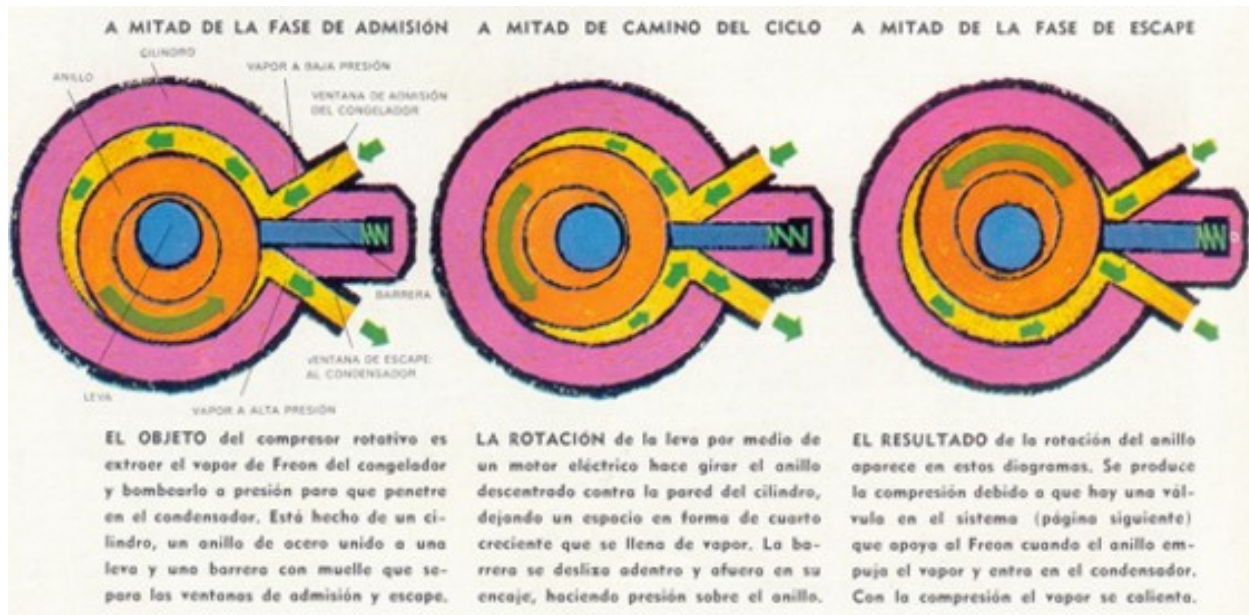 A MITAD DE LA FASE DE ADMISIÓN
A MITAD DE CAMINO DEL CICLO
A MITAD DE LA FASE DE ESCAPE
CILINDRO
ANILLO
VAPOR A BAJA PRESIÓN
VENTANA DE ADMISIÓN
DEL CONGELADOR
BARRERA
VENTANA DE ESCAPE:
AL CONDENSADOR
LEVA
VAPOR A ALTA PRESIÓN
EL OBJETO del compresor rotativo es
extraer el vapor de Freon del congelador
y bombearlo a presión para que penetre
en el condensador. Está hecho de un ci-
lindro, un anillo de acero unido a una
leva y una barrera con muelle que se-
para las ventanas de admisión y escape.
LA ROTACIÓN de la leva por medio de
un motor eléctrico hace girar el anillo
descentrado contra la pared del cilindro,
dejando un espacio en forma de cuarto
creciente que se llena de vapor. La ba-
rrera se desliza adentro y afuera en su
encaje, haciendo presión sobre el anillo.
EL RESULTADO de la rotación del anillo
aparece en estos diagramas. Se produce
la compresión debido a que hay una vál-
vula en el sistema (página siguiente)
que apoya al Freon cuando el anillo em-
puja el vapor y entra en el condensador.
Con la compresión el vapor se calienta.